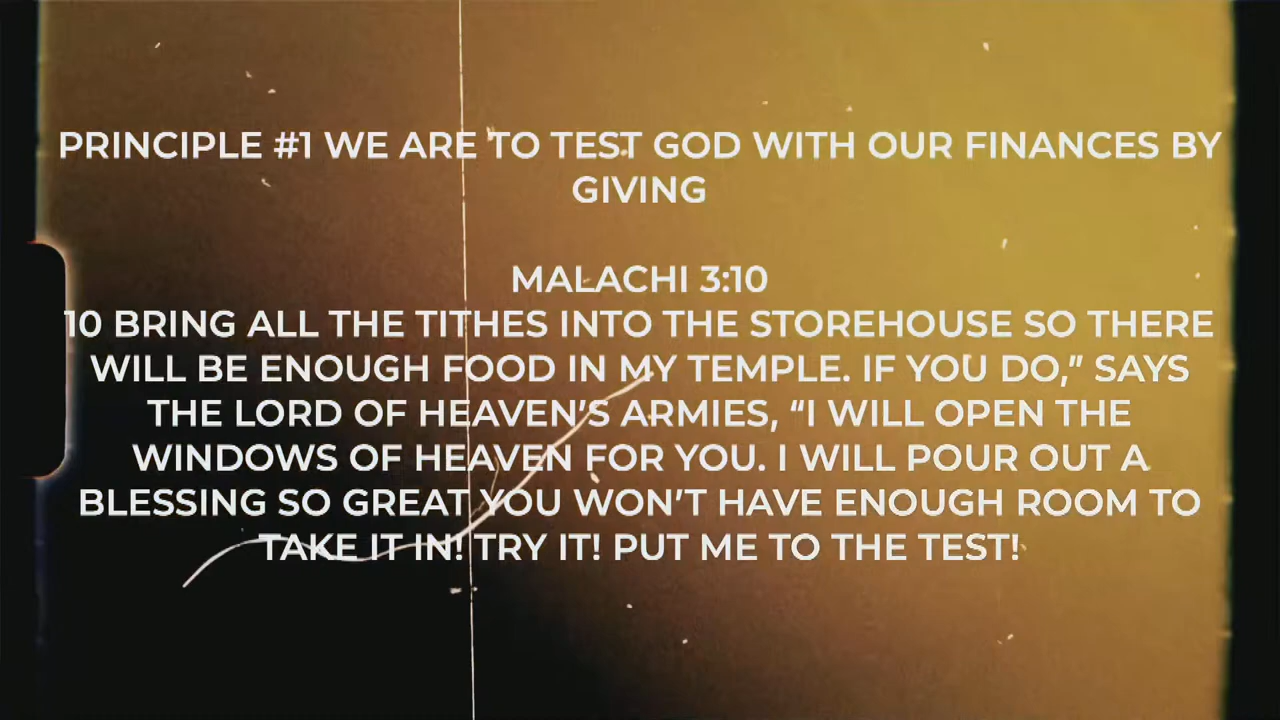 PRINCIPLE #1 WE ARE TO TEST GOD WITH OUR FINANCES BY
GIVING
MALACHI 3:10
10 BRING ALL THE TITHES INTO THE STOREHOUSE SO THERE
WILL BE ENOUGH FOOD IN MY TEMPLE. IF YOU DO,” SAYS
THE LORD OF HEAVEN’S ARMIES, “I WILL OPEN THE
WINDOWS OF HEAVEN FOR YOU. I WILL POUR OUT A
BLESSING SO GREAT YOU WON’T HAVE ENOUGH ROOM TO
TAKE IT IN! TRY IT! PUT ME TO THE TEST!